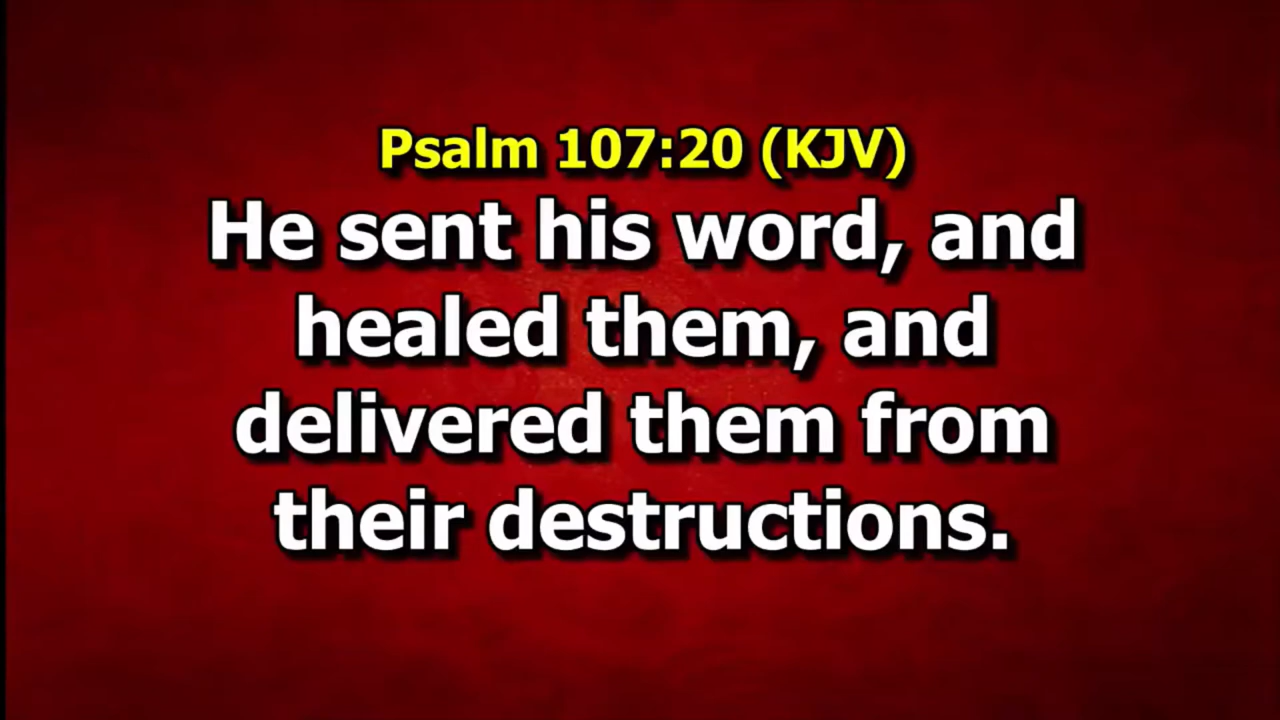 Psalm 107:20 (KJV)
He sent his word, and
healed them, and
delivered them from
their destructions.